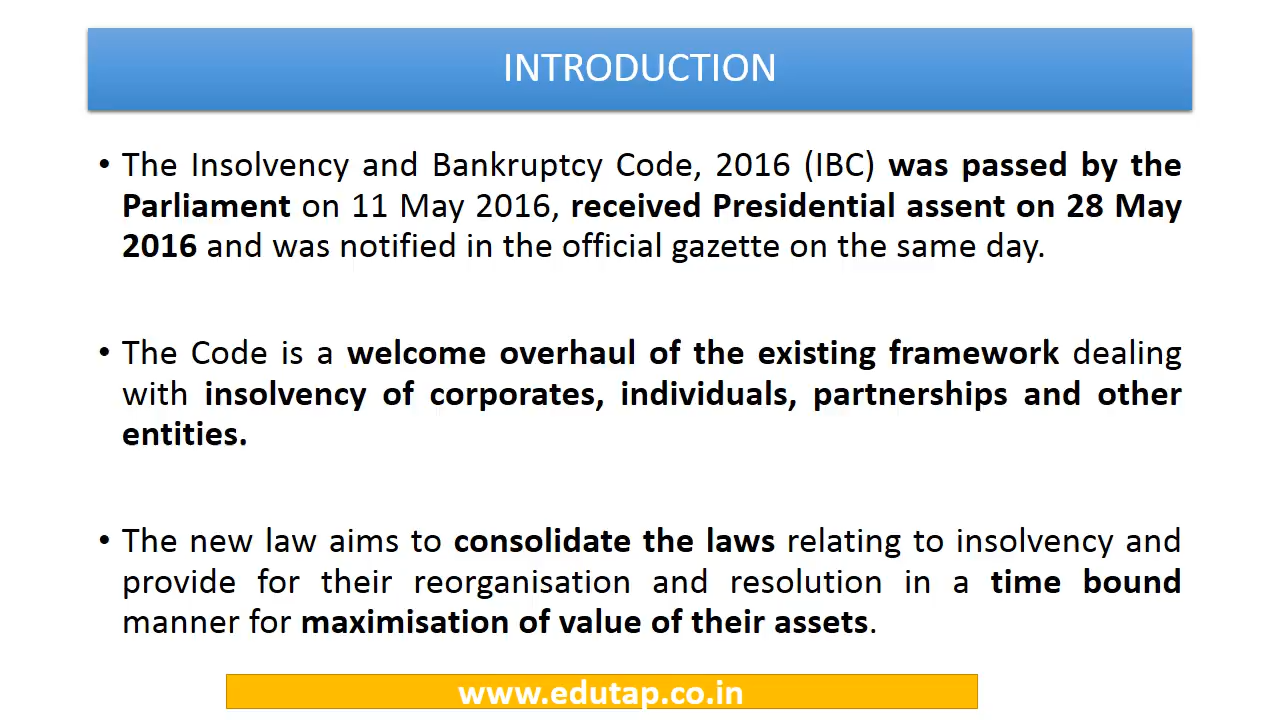 INTRODUCTION
• The Insolvency and Bankruptcy Code, 2016 (IBC) was passed by the
Parliament on 11 May 2016, received Presidential assent on 28 May
2016 and was notified in the official gazette on the same day.
• The Code is a welcome overhaul of the existing framework dealing
with insolvency of corporates, individuals, partnerships and other
entities.
• The new law aims to consolidate the laws relating to insolvency and
provide for their reorganisation and resolution in a time bound
manner for maximisation of value of their assets.
www.edutap.co.in